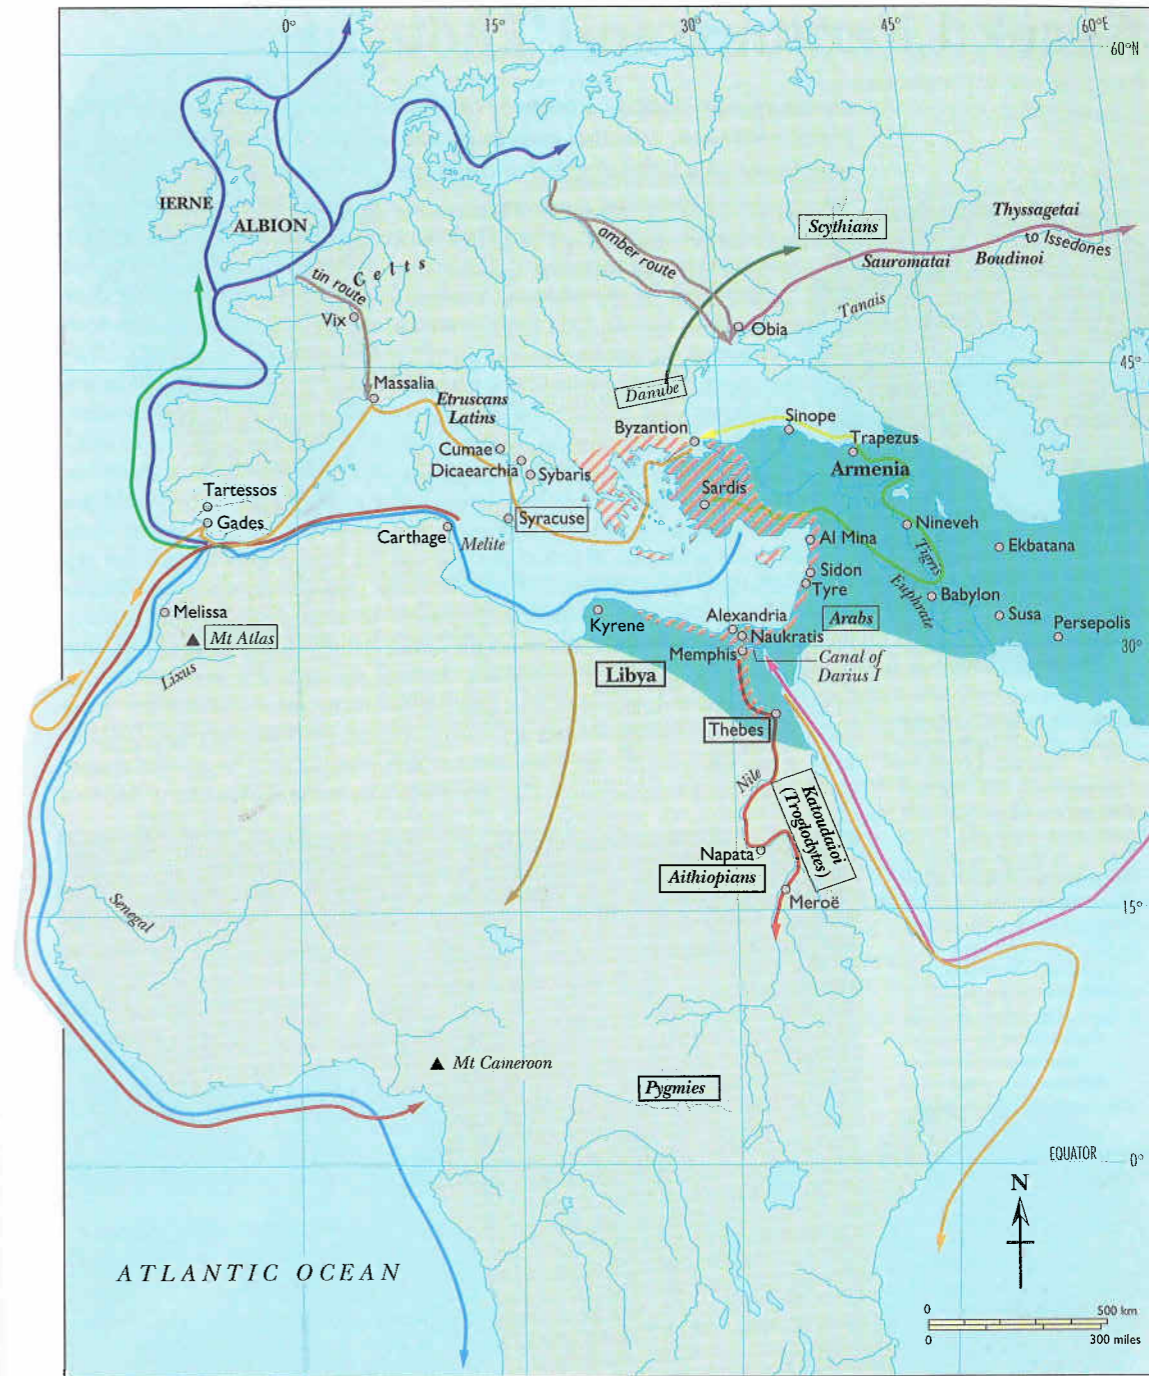 0°
15°
30°
45°
60°E
60°N
IERNE
ALBION
Scythians
Thyssagetai
to Issedones
Sauromatai
Boudinoi
amber route
Celts
tin route
Vix
Obia
Tanais
45°
Massalia
Danube
Etruscans
Latins
Sinope
Byzantion
Trapezus
Cumae
Armenia
Dicaearchia
Sybaris
Tartessos
Sardis
Gades
Syracuse
Nineveh
Carthage
Melite
Al Mina
Tigris
Ekbatana
Sidon
Tyre
Euphrate
Babylon
Melissa
Alexandria
Arabs
Susa
Kyrene
Naukratis
Persepolis
Mt Atlas
Memphis
Canal of
Darius I
30°
Lixus
Libya
Thebes
Nile
Katoudaioi
(Troglodytes)
Napata
Aithiopians
Meroë
Senegal
15°
Mt Cameroon
Pygmies
EQUATOR
0°
N
ATLANTIC OCEAN
0
500 km
0
300 miles